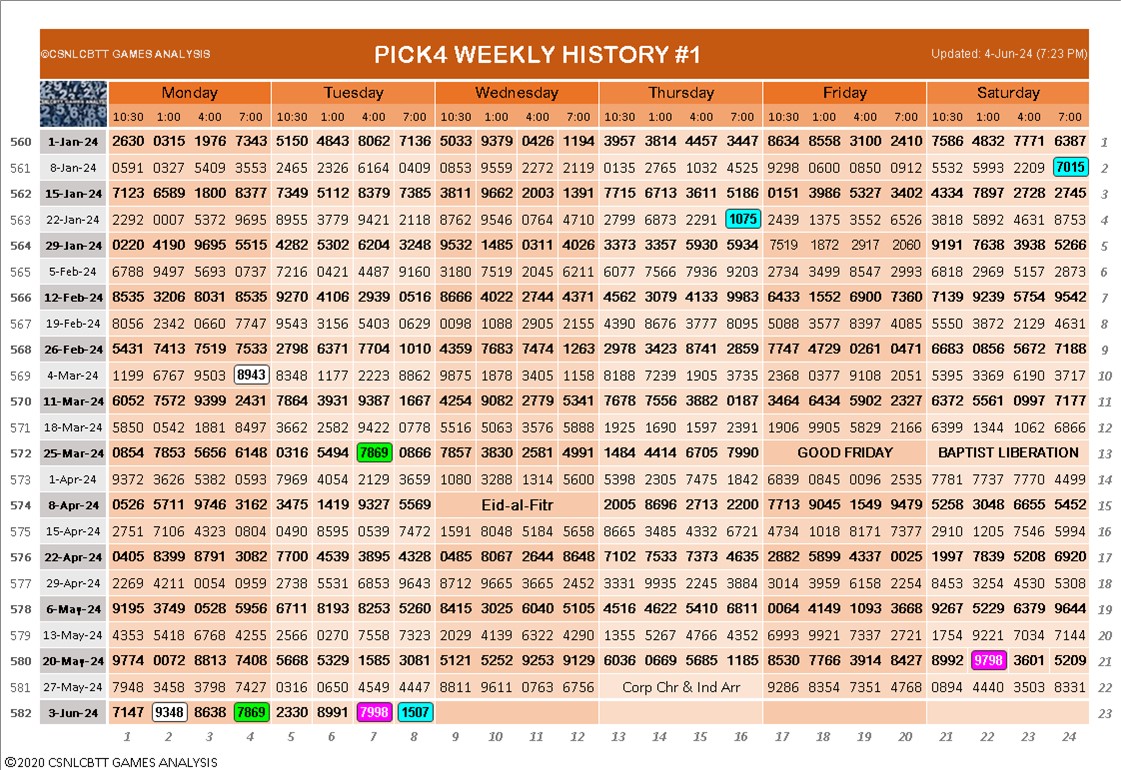 ©CSNLCBTT GAMES ANALYSIS PICK4 WEEKLY HISTORY #1 Updated: 4-Jun-24 (7:23 PM)
Monday Tuesday Wednesday Thursday Friday Saturday
10:30 1:00 4:00 7:00 10:30 1:00 4:00 7:00 10:30 1:00 4:00 7:00 10:30 1:00 4:00 7:00 10:30 1:00 4:00 7:00 10:30 1:00 4:00 7:00
560 1-Jan-24 2630 0315 1976 7343 5150 4843 8062 7136 5033 9379 0426 1194 3957 3814 4457 3447 8634 8558 3100 2410 7586 4832 7771 6387 1
561 8-Jan-24 0591 0327 5409 3553 2465 2326 6164 0409 0853 9559 2272 2119 0135 2765 1032 4525 9298 0600 0850 0912 5532 5993 2209 7015 2
562 15-Jan-24 7123 6589 1800 8377 7349 5112 8379 7385 3811 9662 2003 1391 7715 6713 3611 5186 0151 3986 5327 3402 4334 7897 2728 2745 3
563 22-Jan-24 2292 0007 5372 9695 8955 3779 9421 2118 8762 9546 0764 4710 2799 6873 2291 1075 2439 1375 3552 6526 3818 5892 4631 8753 4
564 29-Jan-24 0220 4190 9695 5515 4282 5302 6204 3248 9532 1485 0311 4026 3373 3357 5930 5934 7519 1872 2917 2060 9191 7638 3938 5266 5
565 5-Feb-24 6788 9497 5693 0737 7216 0421 4487 9160 3180 7519 2045 6211 6077 7566 7936 9203 2734 3499 8547 2993 6818 2969 5157 2873 6
566 12-Feb-24 8535 3206 8031 8535 9270 4106 2939 0516 8666 4022 2744 4371 4562 3079 4133 9983 6433 1552 6900 7360 7139 9239 5754 9542 7
567 19-Feb-24 8056 2342 0660 7747 9543 3156 5403 0629 0098 1088 2905 2155 4390 8676 3777 8095 5088 3577 8397 4085 5550 3872 2129 4631 8
568 26-Feb-24 5431 7413 7519 7533 2798 6371 7704 1010 4359 7683 7474 1263 2978 3423 8741 2859 7747 4729 0261 0471 6683 0856 5672 7188 9
569 4-Mar-24 1199 6767 9503 8943 8348 1177 2223 8862 9875 1878 3405 1158 8188 7239 1905 3735 2368 0377 9108 2051 5395 3369 6190 3717 10
570 11-Mar-24 6052 7572 9399 2431 7864 3931 9387 1667 4254 9082 2779 5341 7678 7556 3882 0187 3464 6434 5902 2327 6372 5561 0997 7177 11
571 18-Mar-24 5850 0542 1881 8497 3662 2582 9422 0778 5516 5063 3576 5888 1925 1690 1597 2391 1906 9905 5829 2166 6399 1344 1062 6866 12
572 25-Mar-24 0854 7853 5656 6148 0316 5494 7869 0866 7857 3830 2581 4991 1484 4414 6705 7990 GOOD FRIDAY BAPTIST LIBERATION 13
573 1-Apr-24 9372 3626 5382 0593 7969 4054 2129 3659 1080 3288 1314 5600 5398 2305 7475 1842 6839 0845 0096 2535 7781 7737 7770 4499 14
574 8-Apr-24 0526 5711 9746 3162 3475 1419 9327 5569 Eid-al-Fitr 2005 8696 2713 2200 7713 9045 1549 9479 5258 3048 6655 5452 15
575 15-Apr-24 2751 7106 4323 0804 0490 8595 0539 7472 1591 8048 5184 5658 8665 3485 4332 6721 4734 1018 8171 7377 2910 1205 7546 5994 16
576 22-Apr-24 0405 8399 8791 3082 7700 4539 3895 4328 0485 8067 2644 8648 7102 7533 7373 4635 2882 5899 4337 0025 1997 7839 5208 6920 17
577 29-Apr-24 2269 4211 0054 0959 2738 5531 6853 9643 8712 9665 3665 2452 3331 9935 2245 3884 3014 3959 6158 2254 8453 3254 4530 5308 18
578 6-May-24 9195 3749 0528 5956 6711 8193 8253 5260 8415 3025 6040 5105 4516 4622 5410 6811 0064 4149 1093 3668 9267 5229 6379 9644 19
579 13-May-24 4353 5418 6768 4255 2566 0270 7558 7323 2029 4139 6322 4290 1355 5267 4766 4352 6993 9921 7337 2721 1754 9221 7034 7144 20
580 20-May-24 9774 0072 8813 7408 5668 5329 1585 3081 5121 5252 9253 9129 6036 0669 5685 1185 8530 7766 3914 8427 8992 9798 3601 5209 21
581 27-May-24 7948 3458 3798 7427 0316 0650 4549 4447 8811 9611 0763 6756 Corp Chr & Ind Arr 9286 8354 7351 4768 0894 4440 3503 8331 22
582 3-Jun-24 7147 9348 8638 7869 2330 8991 7998 1507 23
1 2 3 4 5 6 7 8 9 10 11 12 13 14 15 16 17 18 19 20 21 22 23 24
©2020 CSNLCBTT GAMES ANALYSIS